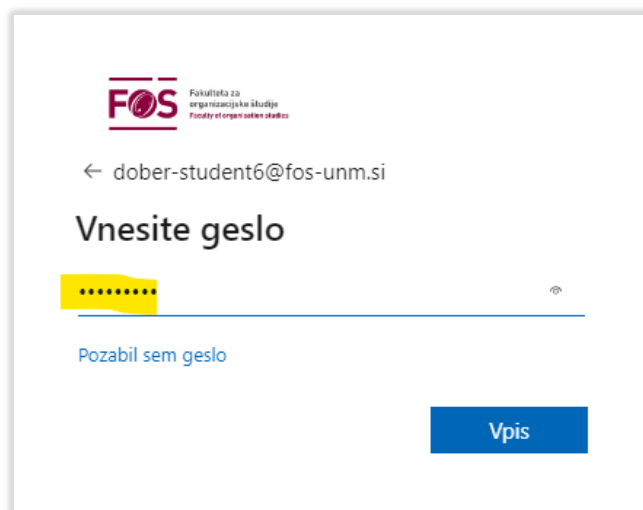 FOŠ
Fakulteta za
organizacijske študije
Faculty of organisation studies
← dober-student6@fos-unm.si
Vnesite geslo
•••••••••
Pozabil sem geslo
Vpis